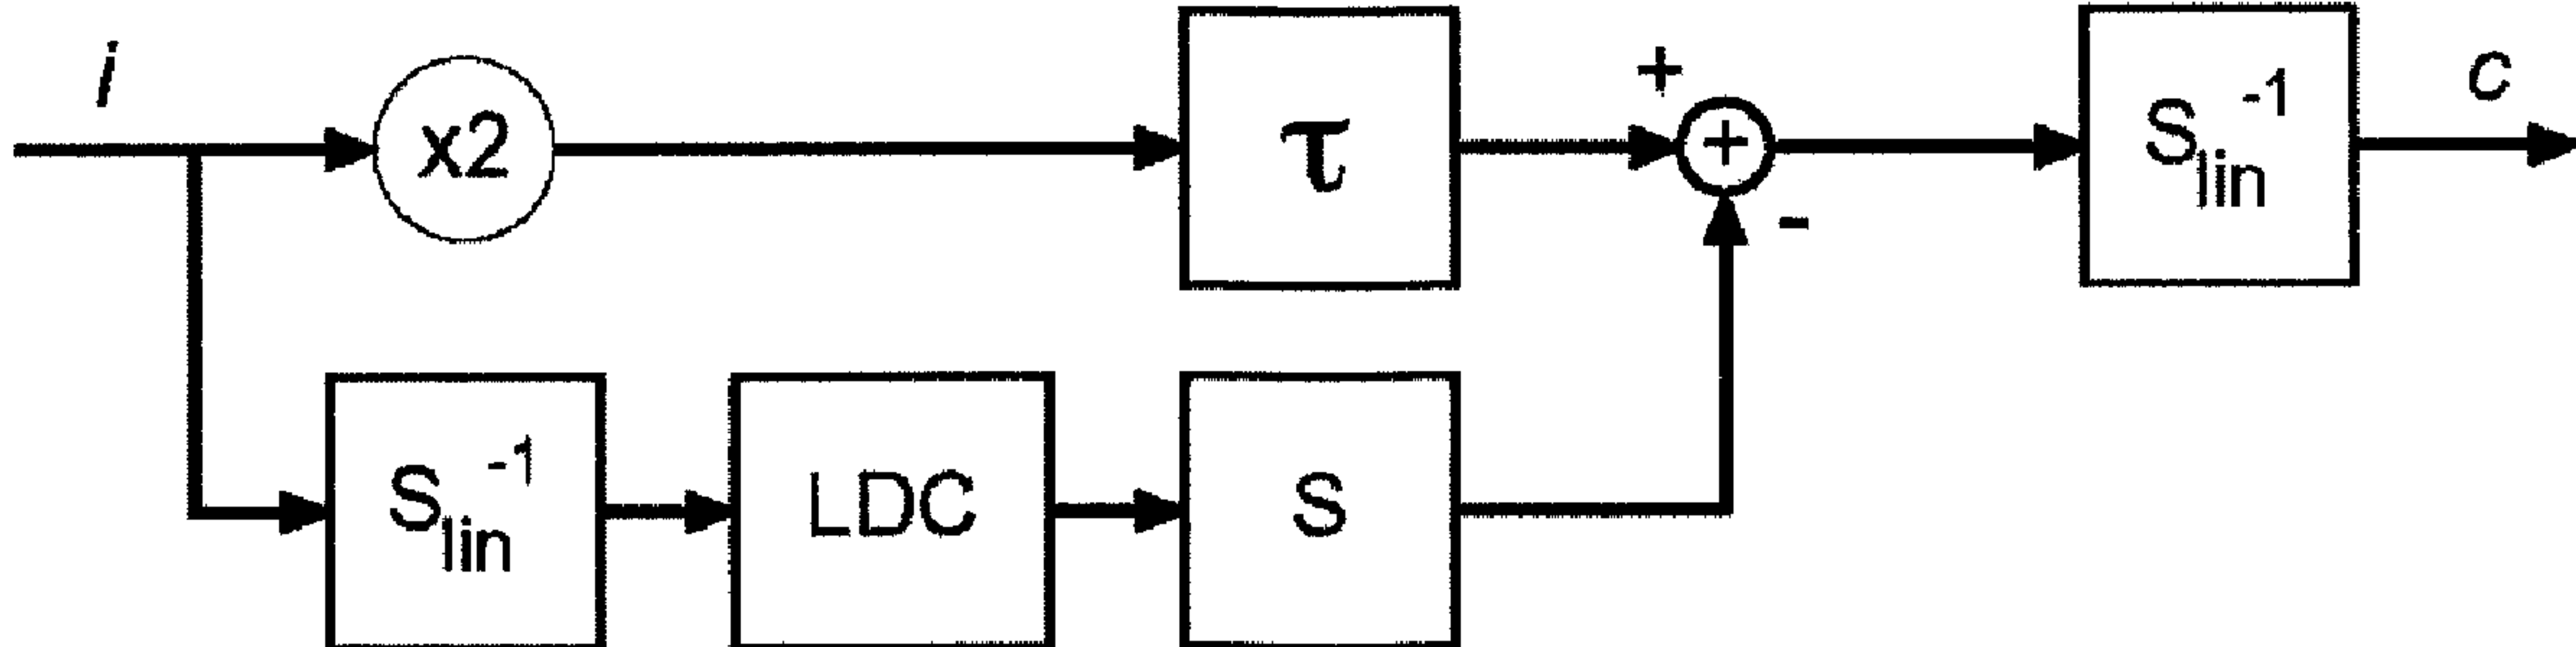 i
x2
τ
+
+
-
S_lin^-1
c
S_lin^-1
LDC
S